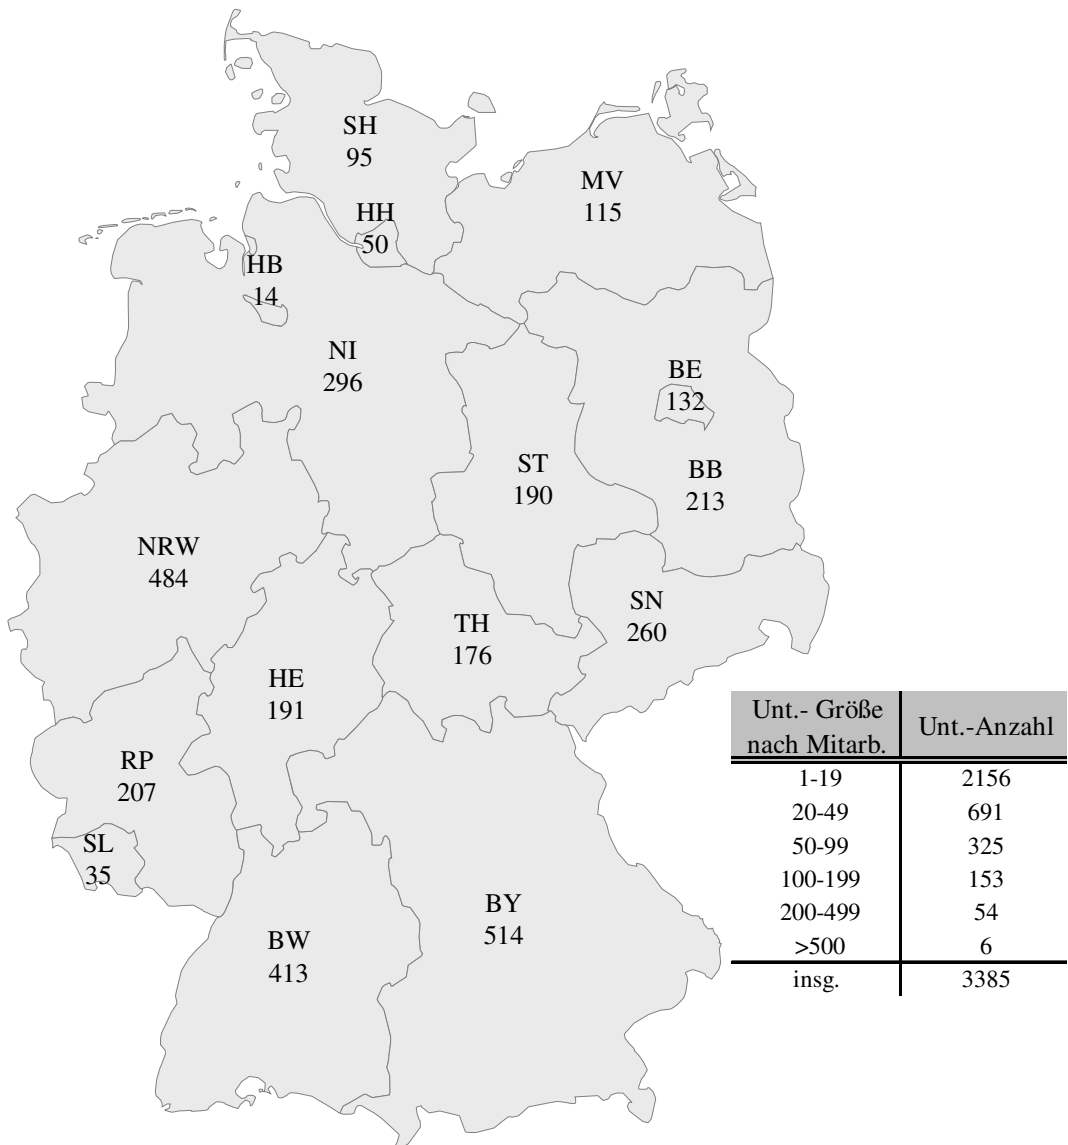 SH
95
MV
115
HH
50
HB
14
NI
296
BE
132
ST
190
BB
213
NRW
484
SN
260
TH
176
HE
191
RP
207
SL
35
BW
413
BY
514
Unt.- Größe nach Mitarb. Unt.-Anzahl
1-19 2156
20-49 691
50-99 325
100-199 153
200-499 54
>500 6
insg. 3385